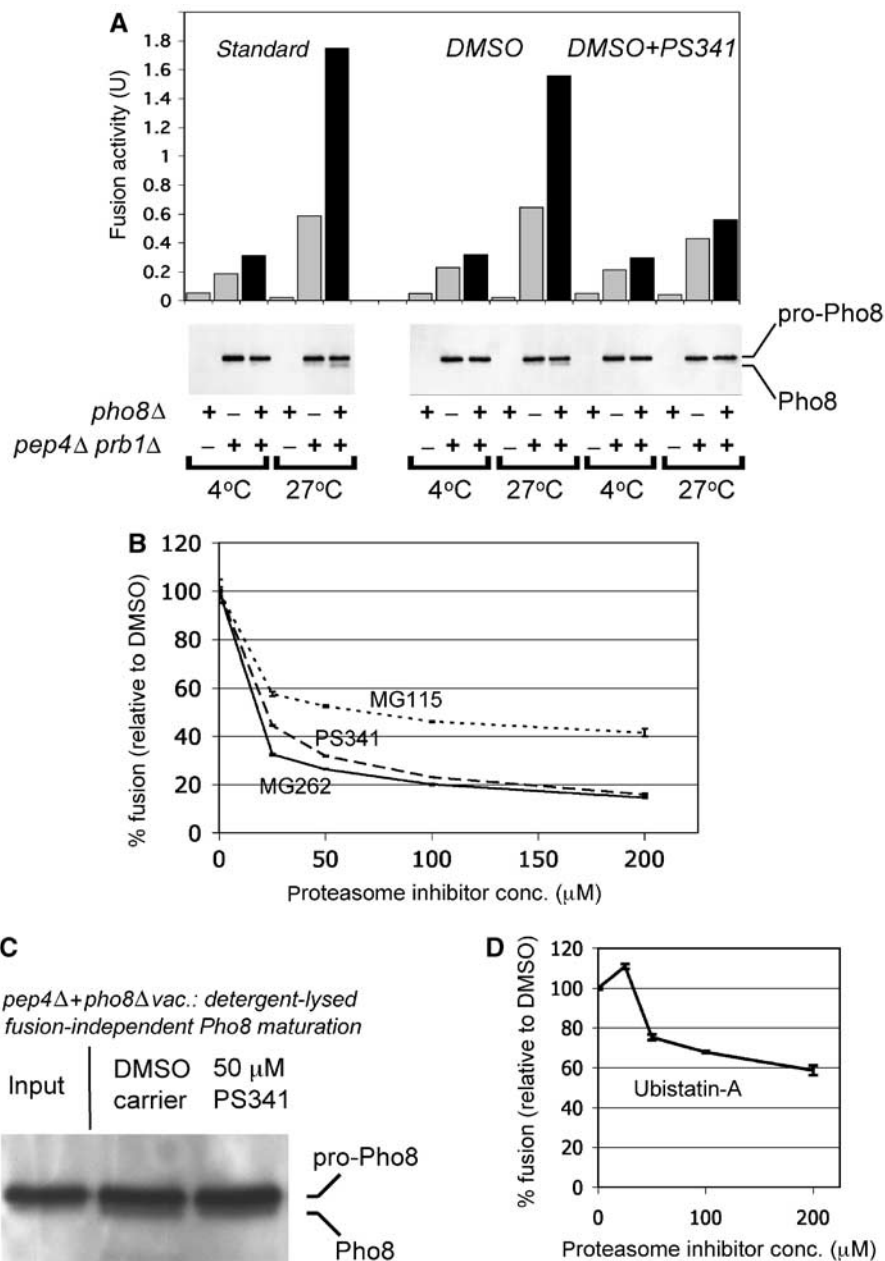 A
Standard DMSO DMSO+PS341
Fusion activity (U)
1.8
1.6
1.4
1.2
1
0.8
0.6
0.4
0.2
0
pro-Pho8
Pho8
pho8Δ + – + + – + + – + + – + + – + + – +
pep4Δ prb1Δ – + + – + + – + + – + + – + + – + +
4°C 27°C 4°C 27°C 4°C 27°C
B
% fusion (relative to DMSO)
120
100
80
60
40
20
0
MG115
PS341
MG262
0 50 100 150 200
Proteasome inhibitor conc. (μM)
C
pep4Δ+pho8Δ vac.: detergent-lysed
fusion-independent Pho8 maturation
Input DMSO 50 μM
carrier PS341
pro-Pho8
Pho8
D
% fusion (relative to DMSO)
120
100
80
60
40
20
0
Ubistatin-A
0 100 200
Proteasome inhibitor conc. (μM)